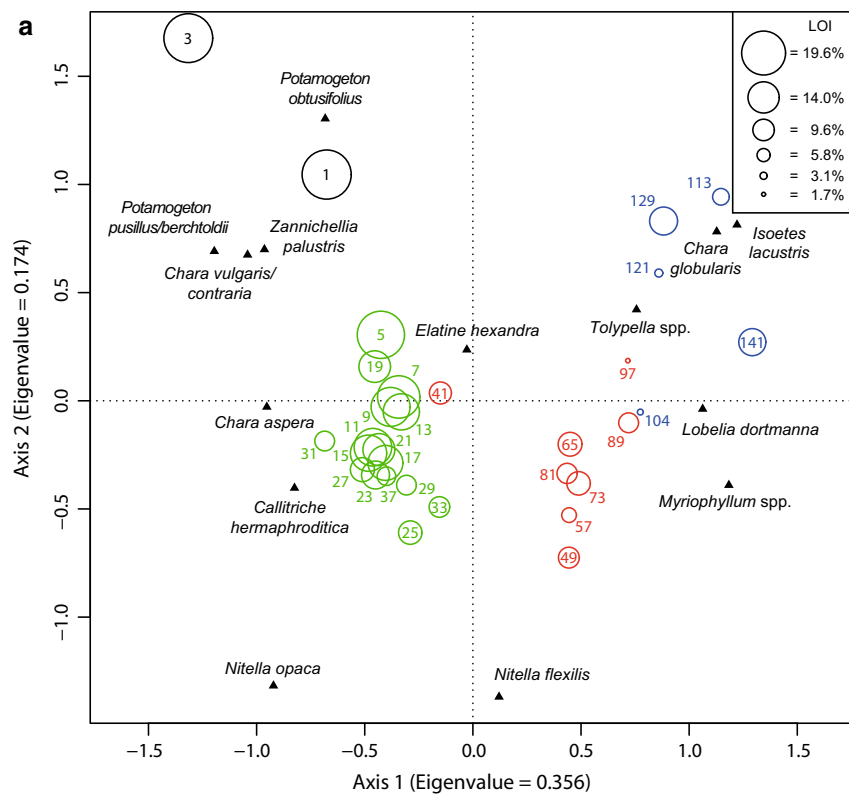 a
LOI
= 19.6%
= 14.0%
= 9.6%
= 5.8%
= 3.1%
= 1.7%
3
Potamogeton
obtusifolius
1
Potamogeton
pusillus/berchtoldii
Zannichellia
palustris
Chara vulgaris/
contraria
129
113
Isoetes
lacustris
Chara
globularis
121
Tolypella spp.
141
Elatine hexandra
5
19
7
41
97
9
13
Chara aspera
104
89
Lobelia dortmanna
11
21
31
15
17
65
27
23
37
29
81
73
Myriophyllum spp.
Callitriche
hermaphroditica
33
57
25
49
Nitella opaca
Nitella flexilis
1.5
1.0
0.5
0.0
−0.5
−1.0
Axis 2 (Eigenvalue = 0.174)
−1.5
−1.0
−0.5
0.0
0.5
1.0
1.5
Axis 1 (Eigenvalue = 0.356)